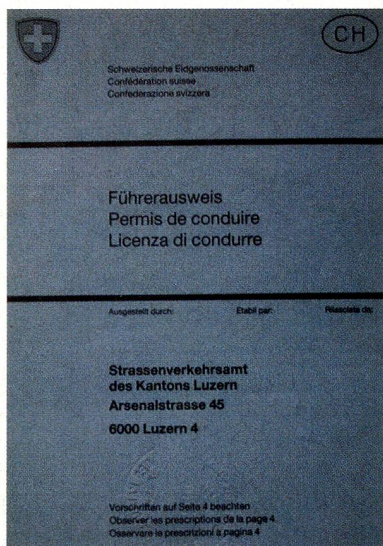 CH
Schweizerische Eidgenossenschaft
Confédération suisse
Confederazione svizzera
Führerausweis
Permis de conduire
Licenza di condurre
Ausgestellt durch: Etabli par: Rilasciata da:
Strassenverkehrsamt
des Kantons Luzern
Arsenalstrasse 45
6000 Luzern 4
Vorschriften auf Seite 4 beachten
Observer les prescriptions de la page 4
Osservare le prescrizioni a pagina 4